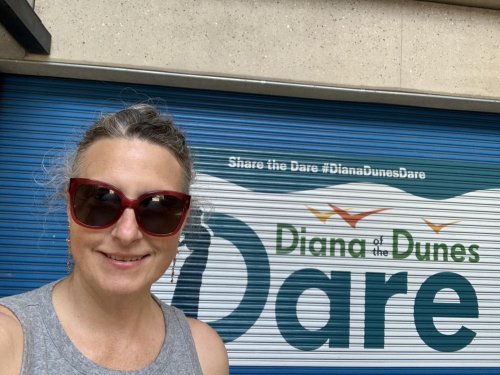 Share the Dare #DianaDunesDare
Diana of the Dunes
Dare